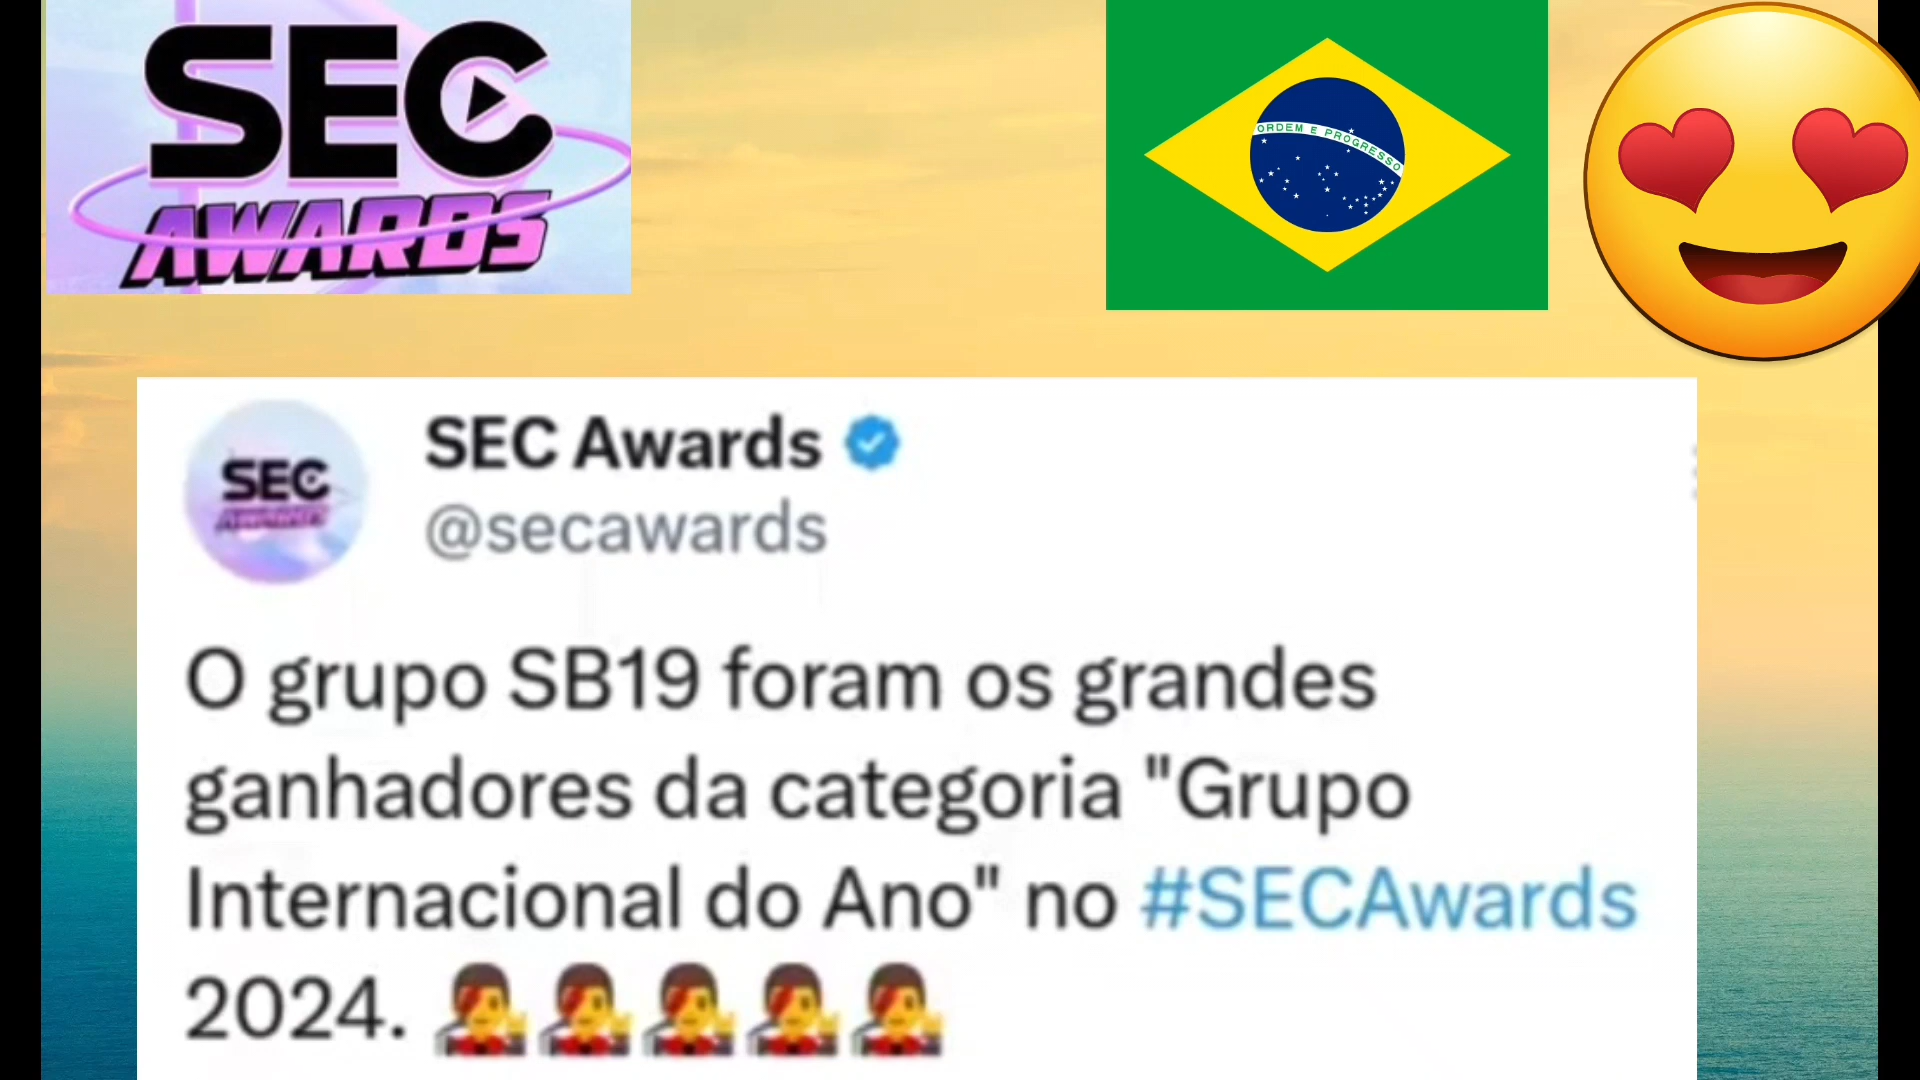 SEC
AWARDS
ORDEM E PROGRESSO
SEC
AWARDS
SEC Awards
@secawards
O grupo SB19 foram os grandes
ganhadores da categoria "Grupo
Internacional do Ano" no #SECAwards
2024. 👨‍🎤👨‍🎤👨‍🎤👨‍🎤👨‍🎤